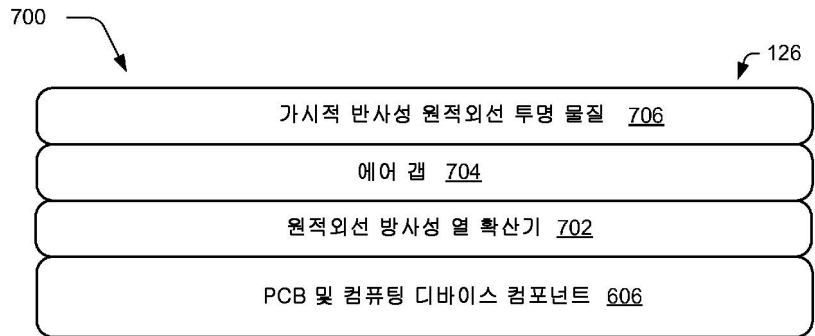 700
126
가시적 반사성 원적외선 투명 물질 706
에어 갭 704
원적외선 방사성 열 확산기 702
PCB 및 컴퓨팅 디바이스 컴포넌트 606